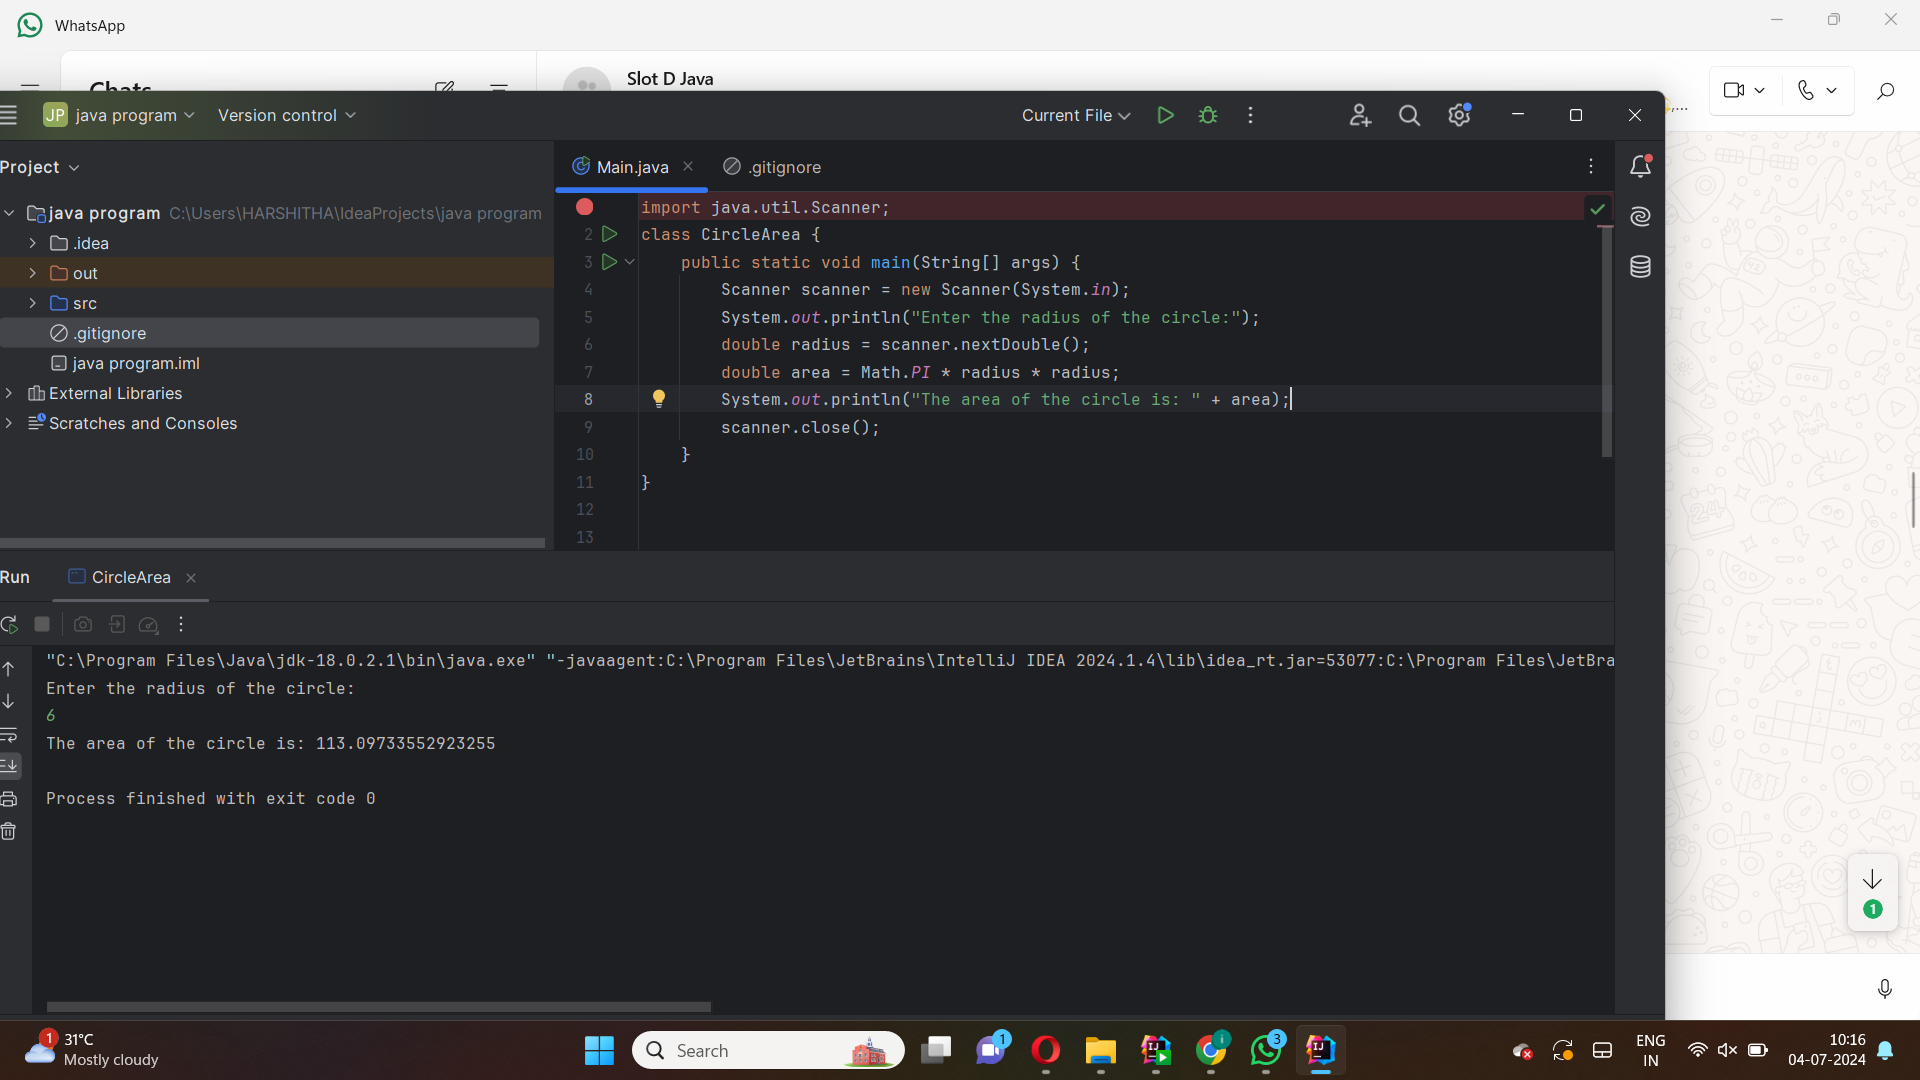 WhatsApp
Chats
Slot D Java
JP java program Version control
Current File
Project
Main.java
.gitignore
java program C:\Users\HARSHITHA\IdeaProjects\java program
.idea
out
src
.gitignore
java program.iml
External Libraries
Scratches and Consoles
import java.util.Scanner;
2 class CircleArea {
3 public static void main(String[] args) {
4 Scanner scanner = new Scanner(System.in);
5 System.out.println("Enter the radius of the circle:");
6 double radius = scanner.nextDouble();
7 double area = Math.PI * radius * radius;
8 System.out.println("The area of the circle is: " + area);
9 scanner.close();
10 }
11 }
12
13
Run CircleArea
"C:\Program Files\Java\jdk-18.0.2.1\bin\java.exe" "-javaagent:C:\Program Files\JetBrains\IntelliJ IDEA 2024.1.4\lib\idea_rt.jar=53077:C:\Program Files\JetBra
Enter the radius of the circle:
6
The area of the circle is: 113.09733552923255
Process finished with exit code 0
1
1
31°C
Mostly cloudy
Search
1
IJ
3
IJ
ENG
IN
10:16
04-07-2024